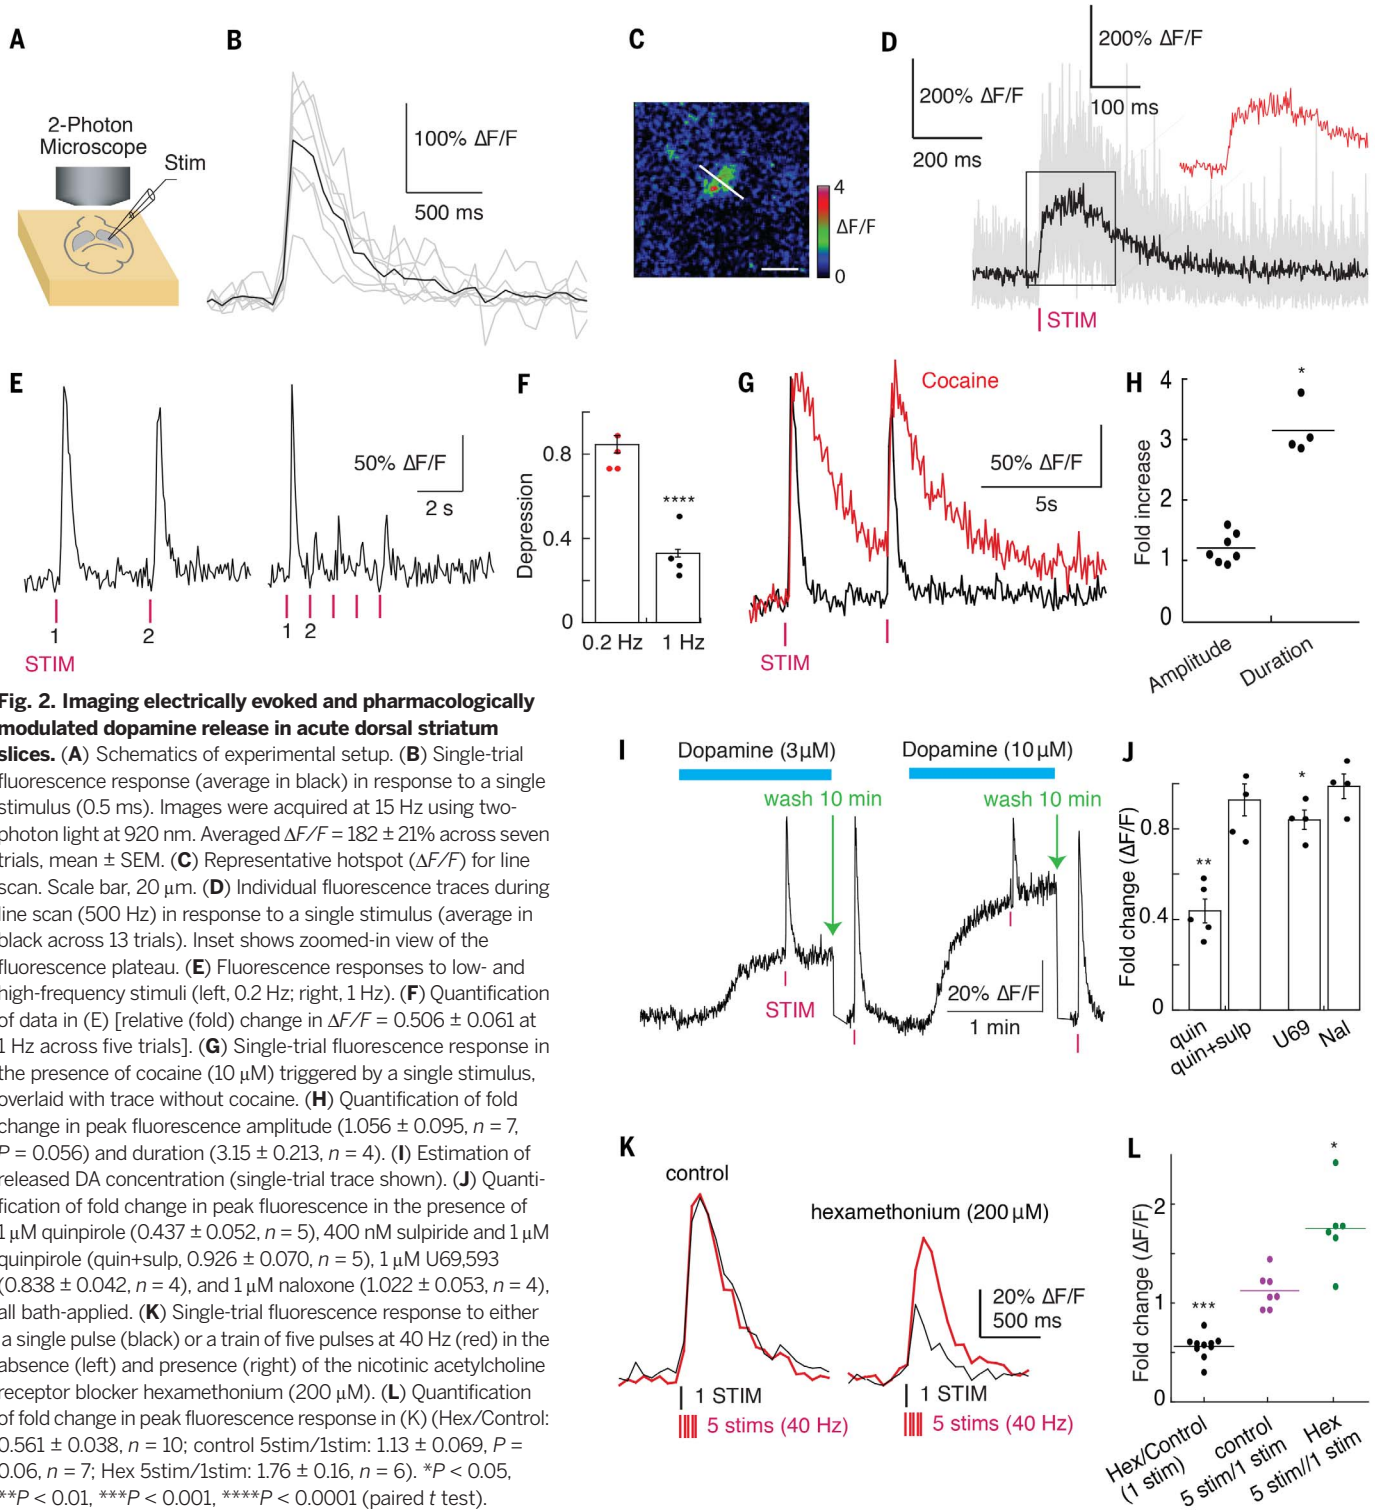 A
B
C
D
2-Photon
Microscope
Stim
100% ΔF/F
500 ms
4
ΔF/F
0
200% ΔF/F
200 ms
200% ΔF/F
100 ms
STIM
E
F
G
H
50% ΔF/F
2 s
1
2
1 2
STIM
Depression
0.8
0.4
0
****
0.2 Hz
1 Hz
Cocaine
50% ΔF/F
5s
STIM
Fold increase
4
3
2
1
0
*
Amplitude
Duration
Fig. 2. Imaging electrically evoked and pharmacologically
modulated dopamine release in acute dorsal striatum
slices. (A) Schematics of experimental setup. (B) Single-trial
fluorescence response (average in black) in response to a single
stimulus (0.5 ms). Images were acquired at 15 Hz using two-
photon light at 920 nm. Averaged ΔF/F = 182 ± 21% across seven
trials, mean ± SEM. (C) Representative hotspot (ΔF/F) for line
scan. Scale bar, 20 μm. (D) Individual fluorescence traces during
line scan (500 Hz) in response to a single stimulus (average in
black across 13 trials). Inset shows zoomed-in view of the
fluorescence plateau. (E) Fluorescence responses to low- and
high-frequency stimuli (left, 0.2 Hz; right, 1 Hz). (F) Quantification
of data in (E) [relative (fold) change in ΔF/F = 0.506 ± 0.061 at
1 Hz across five trials]. (G) Single-trial fluorescence response in
the presence of cocaine (10 μM) triggered by a single stimulus,
overlaid with trace without cocaine. (H) Quantification of fold
change in peak fluorescence amplitude (1.056 ± 0.095, n = 7,
P = 0.056) and duration (3.15 ± 0.213, n = 4). (I) Estimation of
released DA concentration (single-trial trace shown). (J) Quanti-
fication of fold change in peak fluorescence in the presence of
1 μM quinpirole (0.437 ± 0.052, n = 5), 400 nM sulpiride and 1 μM
quinpirole (quin+sulp, 0.926 ± 0.070, n = 5), 1 μM U69,593
(0.838 ± 0.042, n = 4), and 1 μM naloxone (1.022 ± 0.053, n = 4),
all bath-applied. (K) Single-trial fluorescence response to either
a single pulse (black) or a train of five pulses at 40 Hz (red) in the
absence (left) and presence (right) of the nicotinic acetylcholine
receptor blocker hexamethonium (200 μM). (L) Quantification
of fold change in peak fluorescence response in (K) (Hex/Control:
0.561 ± 0.038, n = 10; control 5stim/1stim: 1.13 ± 0.069, P =
0.06, n = 7; Hex 5stim/1stim: 1.76 ± 0.16, n = 6). *P < 0.05,
**P < 0.01, ***P < 0.001, ****P < 0.0001 (paired t test).
I
Dopamine (3μM)
Dopamine (10μM)
wash 10 min
wash 10 min
STIM
20% ΔF/F
1 min
J
Fold change (ΔF/F)
0.8
0.4
0
**
*
quin
quin+sulp
U69
Nal
K
control
hexamethonium (200μM)
20% ΔF/F
500 ms
1 STIM
5 stims (40 Hz)
1 STIM
5 stims (40 Hz)
L
Fold change (ΔF/F)
2
1
0
***
*
Hex/Control
(1 stim)
control
5 stim/1 stim
Hex
5 stim//1 stim